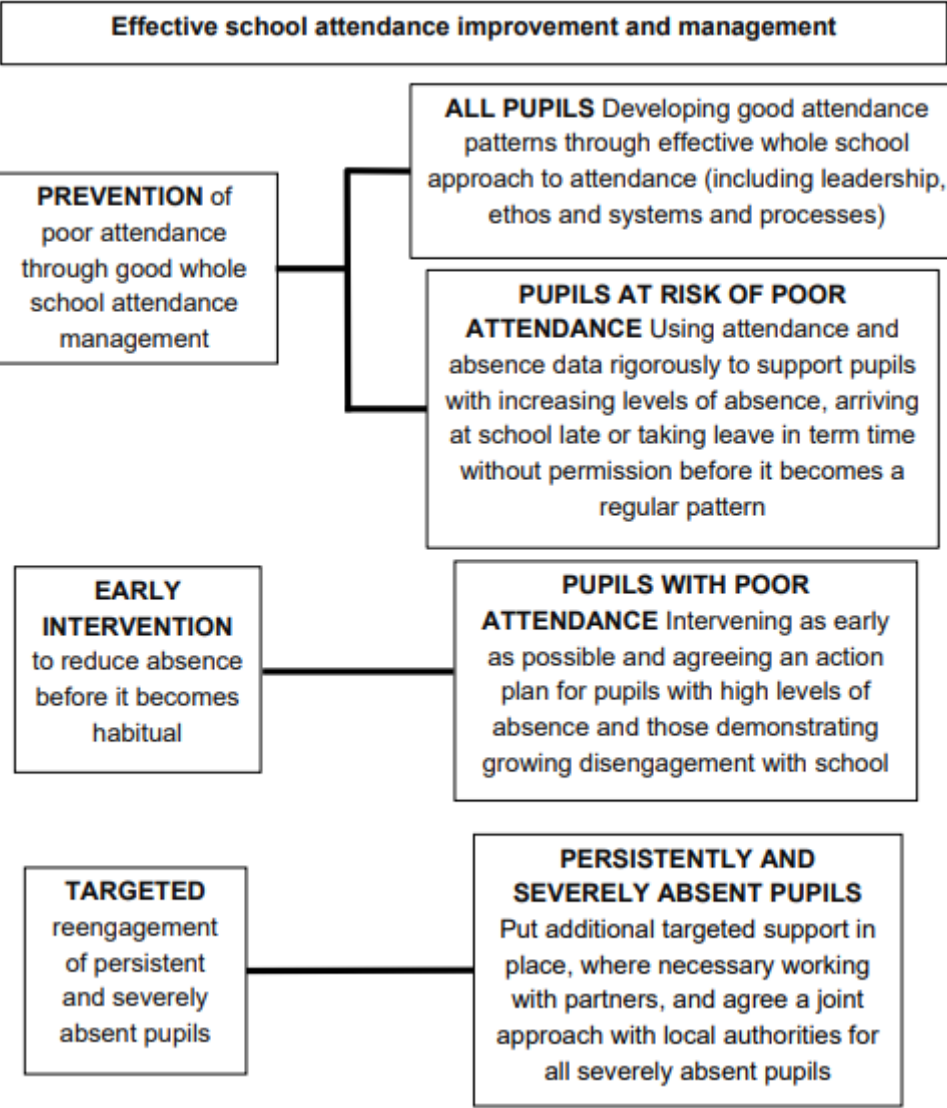 Effective school attendance improvement and management
PREVENTION of
poor attendance
through good whole
school attendance
management
ALL PUPILS Developing good attendance
patterns through effective whole school
approach to attendance (including leadership,
ethos and systems and processes)
PUPILS AT RISK OF POOR
ATTENDANCE Using attendance and
absence data rigorously to support pupils
with increasing levels of absence, arriving
at school late or taking leave in term time
without permission before it becomes a
regular pattern
EARLY
INTERVENTION
to reduce absence
before it becomes
habitual
PUPILS WITH POOR
ATTENDANCE Intervening as early
as possible and agreeing an action
plan for pupils with high levels of
absence and those demonstrating
growing disengagement with school
TARGETED
reengagement
of persistent
and severely
absent pupils
PERSISTENTLY AND
SEVERELY ABSENT PUPILS
Put additional targeted support in
place, where necessary working
with partners, and agree a joint
approach with local authorities for
all severely absent pupils